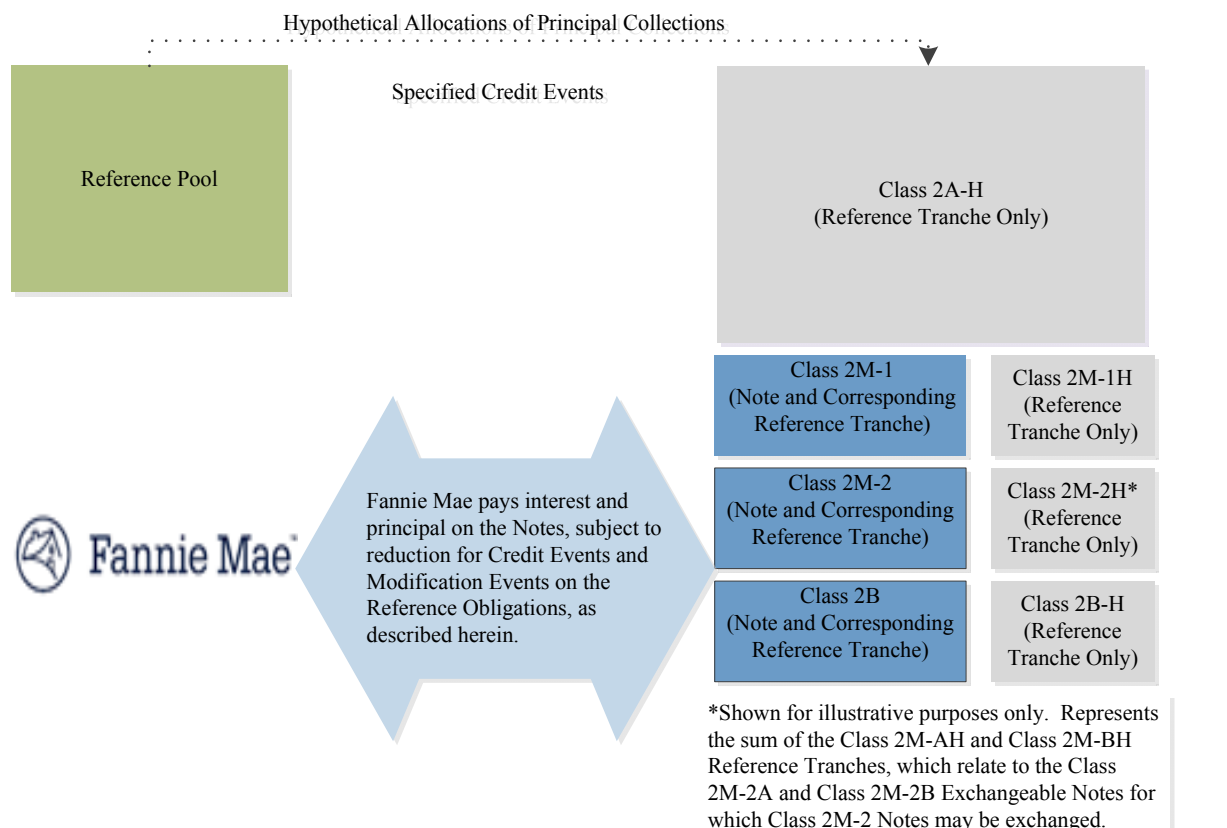 Hypothetical Allocations of Principal Collections
Specified Credit Events
Reference Pool
Class 2A-H
(Reference Tranche Only)
Class 2M-1
(Note and Corresponding
Reference Tranche)
Class 2M-1H
(Reference
Tranche Only)
Class 2M-2
(Note and Corresponding
Reference Tranche)
Class 2M-2H*
(Reference
Tranche Only)
Fannie Mae™
Fannie Mae pays interest and
principal on the Notes, subject to
reduction for Credit Events and
Modification Events on the
Reference Obligations, as
described herein.
Class 2B
(Note and Corresponding
Reference Tranche)
Class 2B-H
(Reference
Tranche Only)
*Shown for illustrative purposes only.  Represents
the sum of the Class 2M-AH and Class 2M-BH
Reference Tranches, which relate to the Class
2M-2A and Class 2M-2B Exchangeable Notes for
which Class 2M-2 Notes may be exchanged.